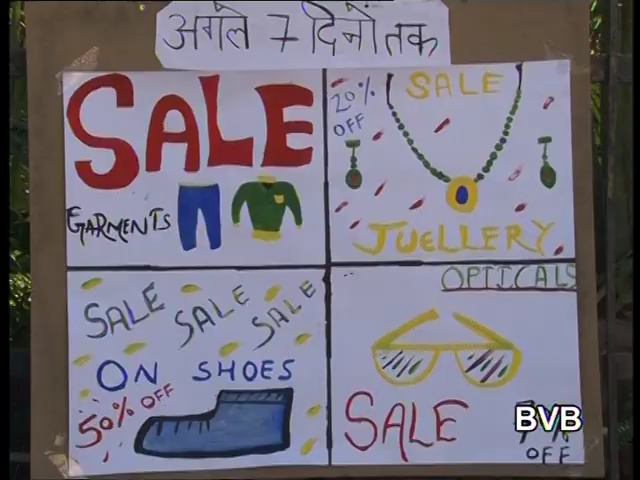 अगले 7 दिनों तक
SALE
GARMENTS
20% OFF
SALE
JUELLERY
SALE SALE SALE
ON SHOES
50% OFF
OPTICALS
SALE
OFF
BVB